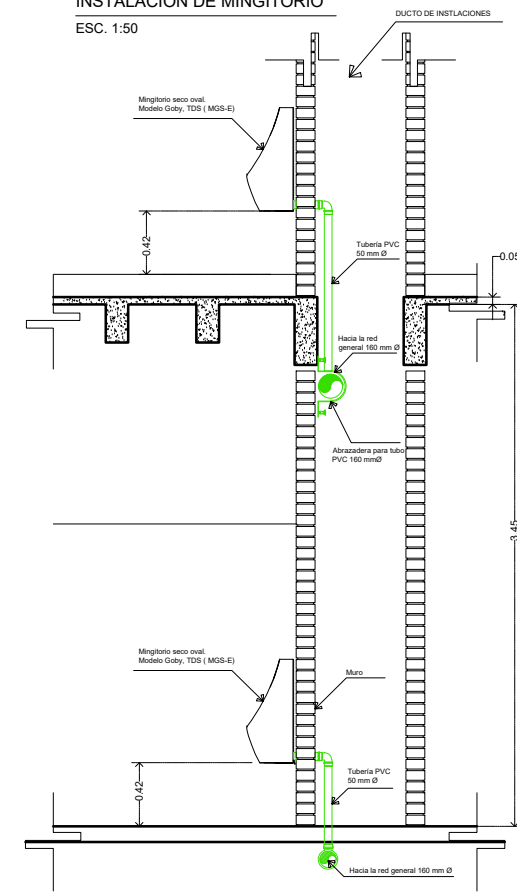 INSTALACIÓN DE MINGITORIO
ESC. 1:50
DUCTO DE INSTLACIONES
Mingitorio seco oval.
Modelo Goby, TDS ( MGS-E)
0.42
Tubería PVC
50 mm Ø
0.05
Hacia la red
general 160 mm Ø
Abrazadera para tubo
PVC 160 mmØ
3.45
Mingitorio seco oval.
Modelo Goby, TDS ( MGS-E)
Muro
0.42
Tubería PVC
50 mm Ø
Hacia la red general 160 mm Ø